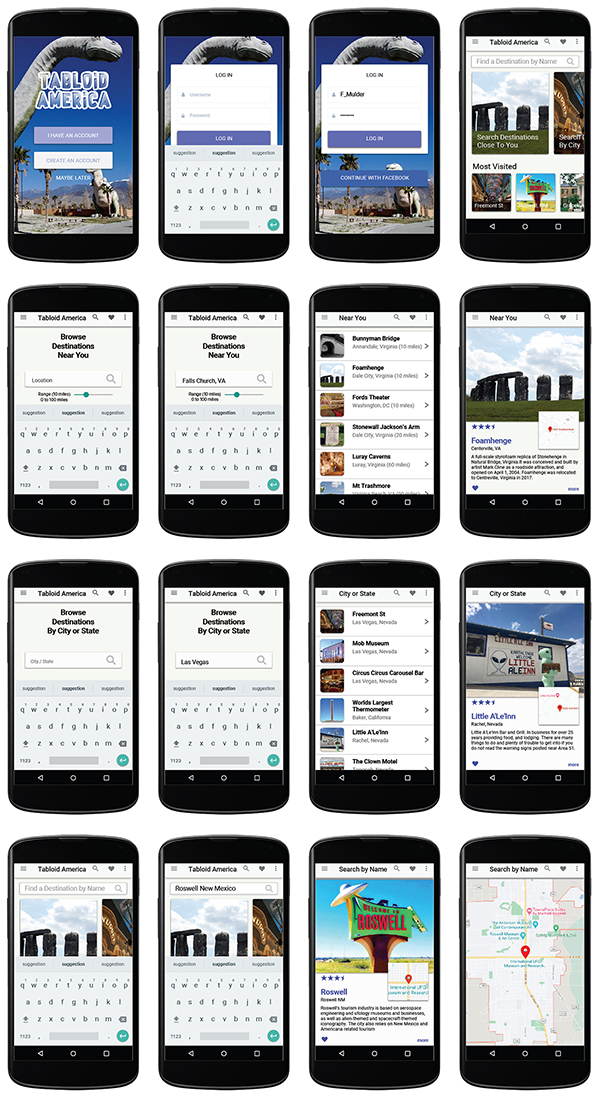 TABLOID
AMERICA
I HAVE AN ACCOUNT
CREATE AN ACCOUNT
MAYBE LATER
LOG IN
Username
Password
LOG IN
suggestion suggestion suggestion
q w e r t y u i o p
a s d f g h j k l
z x c v b n m
?123 , .
LOG IN
F_Mulder
LOG IN
CONTINUE WITH FACEBOOK
Tabloid America
Find a Destination by Name
Search Destinations
Close To You
Search D
By City
Most Visited
Freemont St
Roswell, NM
Tabloid America
Browse
Destinations
Near You
Location
Range (10 miles)
0 to 100 miles
suggestion suggestion suggestion
q w e r t y u i o p
a s d f g h j k l
z x c v b n m
?123 , .
Tabloid America
Browse
Destinations
Near You
Falls Church, VA
Range (10 miles)
0 to 100 miles
suggestion suggestion suggestion
q w e r t y u i o p
a s d f g h j k l
z x c v b n m
?123 , .
Near You
Bunnyman Bridge
Annandale, Virginia (10 miles)
Foamhenge
Dale City, Virginia (10 miles)
Fords Theater
Washington, DC (10 miles)
Stonewall Jackson's Arm
Dale City, Virginia (20 miles)
Luray Caverns
Luray, Virginia (60 miles)
Mt Trashmore
Virginia Beach, VA (90 miles)
Near You
Foamhenge
Centerville, VA
A full-scale styrofoam replica of Stonehenge in
Natural Bridge, Virginia It was conceived and built by
artist Mark Cline as a roadside attraction, and
opened on April 1, 2004. Foamhenge was relocated
to Centreville, Virginia in 2017.
more
Tabloid America
Browse
Destinations
By City or State
City / State
suggestion suggestion suggestion
q w e r t y u i o p
a s d f g h j k l
z x c v b n m
?123 , .
Tabloid America
Browse
Destinations
By City or State
Las Vegas
suggestion suggestion suggestion
q w e r t y u i o p
a s d f g h j k l
z x c v b n m
?123 , .
City or State
Freemont St
Las Vegas, Nevada
Mob Museum
Las Vegas, Nevada
Circus Circus Carousel Bar
Las Vegas, Nevada
Worlds Largest
Thermometer
Baker, California
Little A'Le'Inn
Rachel, Nevada
The Clown Motel
City or State
EARTHLINGS
WELCOME
LITTLE
ALEINN
Little A'Le'Inn
Rachel, Nevada
Little A'Le'Inn Bar and Grill. In business for over 25
years providing food, and lodging. There are many
things to do and plenty of trouble to get into if you
do not read the warning signs posted near Area 51.
more
Tabloid America
Find a Destination by Name
suggestion suggestion suggestion
q w e r t y u i o p
a s d f g h j k l
z x c v b n m
?123 , .
Tabloid America
Roswell New Mexico
suggestion suggestion suggestion
q w e r t y u i o p
a s d f g h j k l
z x c v b n m
?123 , .
Search by Name
WELCOME TO
ROSWELL
International UFO
Museum and Research
Roswell
Roswell NM
Roswell's tourism industry is based on aerospace
engineering and ufology museums and businesses,
as well as alien-themed and spacecraft-themed
iconography. The city also relies on New Mexico and
Americana related tourism
more
Search by Name
Roswell Museum
International UFO
Museum and Research